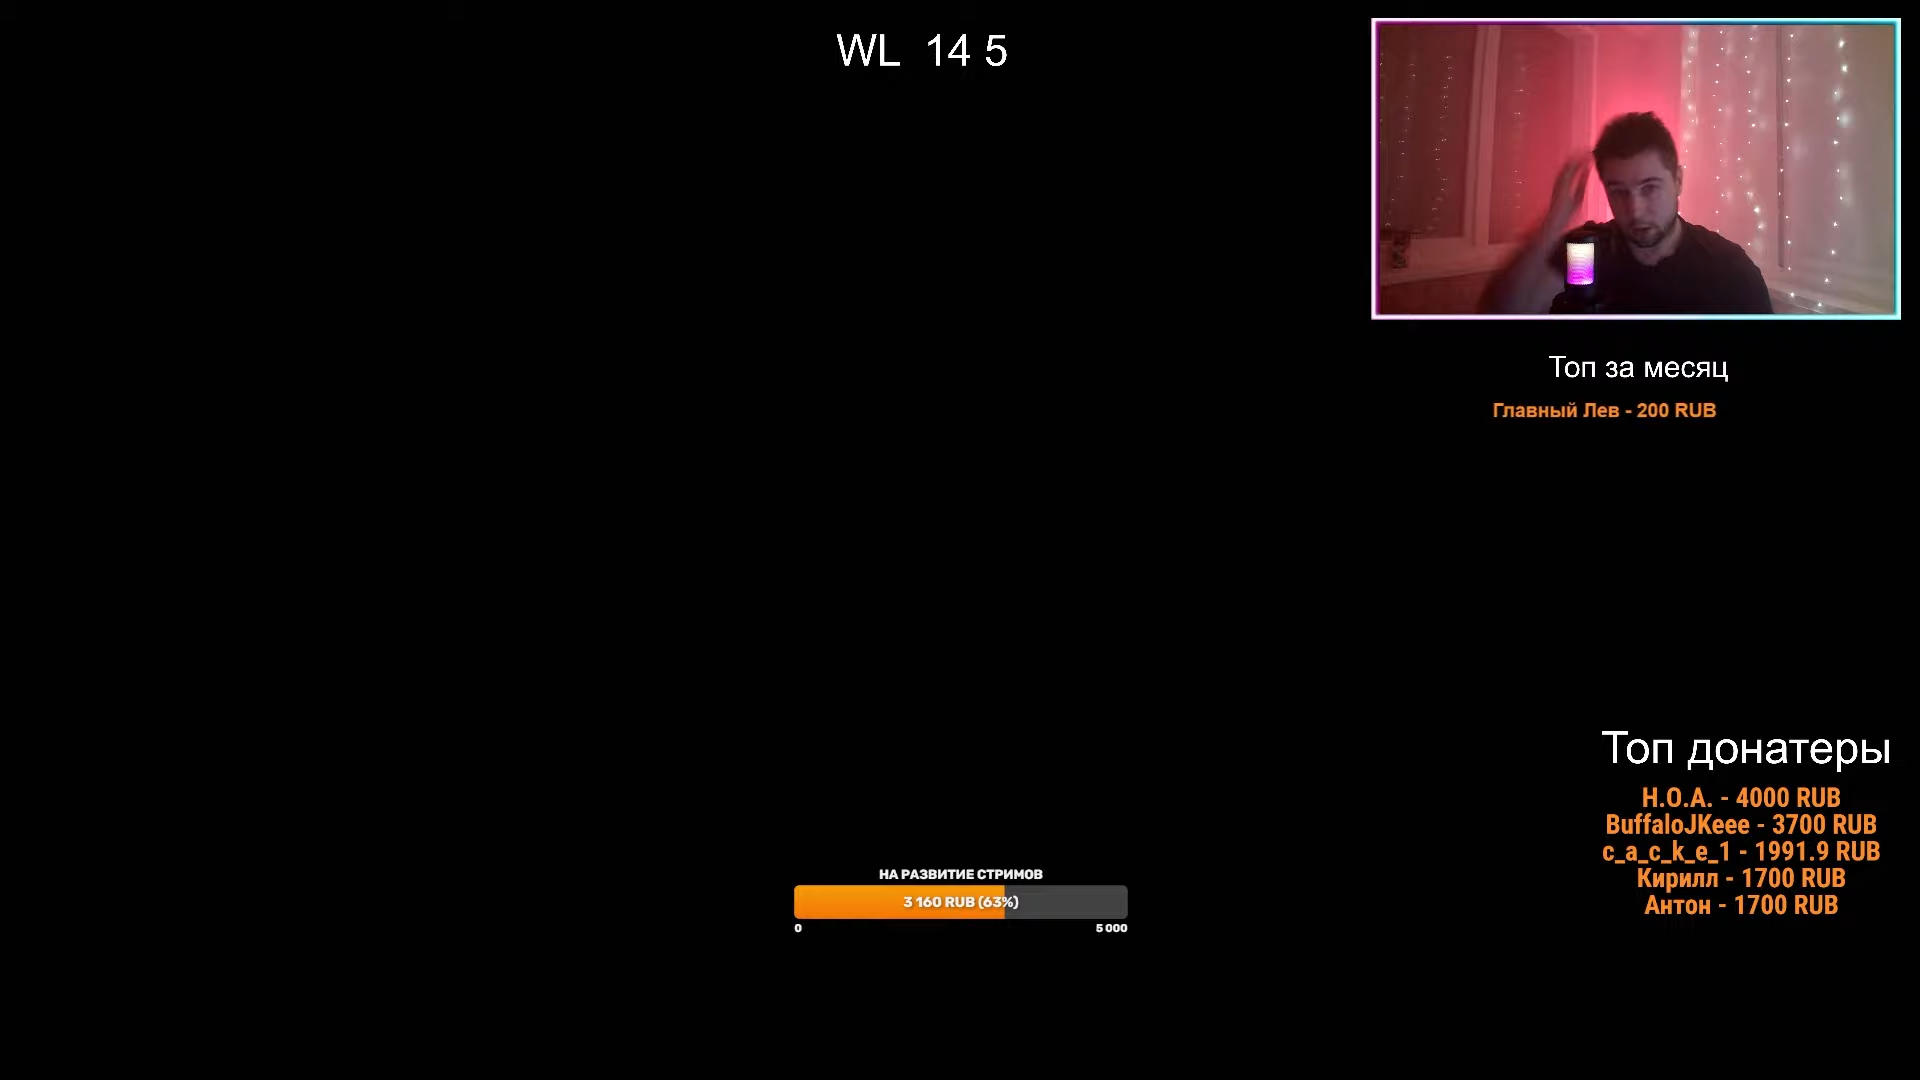 WL 14 5
Топ за месяц
Главный Лев - 200 RUB
Топ донатеры
H.O.A. - 4000 RUB
BuffaloJKeee - 3700 RUB
c_a_c_k_e_1 - 1991.9 RUB
Кирилл - 1700 RUB
Антон - 1700 RUB
НА РАЗВИТИЕ СТРИМОВ
3 160 RUB (63%)
0 5 000